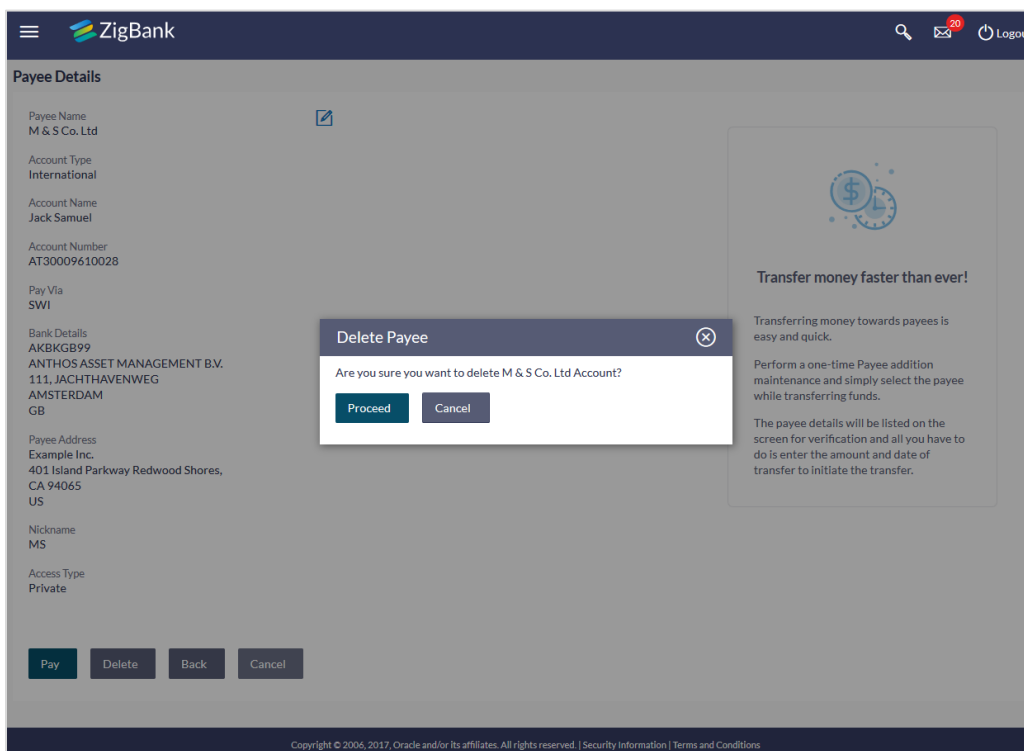 ZigBank
20
Logou
Payee Details
Payee Name
M & S Co. Ltd
Account Type
International
Account Name
Jack Samuel
Account Number
AT30009610028
Pay Via
SWI
Bank Details
AKBKGB99
ANTHOS ASSET MANAGEMENT B.V.
111, JACHTHAVENWEG
AMSTERDAM
GB
Payee Address
Example Inc.
401 Island Parkway Redwood Shores,
CA 94065
US
Nickname
MS
Access Type
Private
Pay
Delete
Back
Cancel
Delete Payee
Are you sure you want to delete M & S Co. Ltd Account?
Proceed
Cancel
Transfer money faster than ever!
Transferring money towards payees is
easy and quick.
Perform a one-time Payee addition
maintenance and simply select the payee
while transferring funds.
The payee details will be listed on the
screen for verification and all you have to
do is enter the amount and date of
transfer to initiate the transfer.
Copyright © 2006, 2017, Oracle and/or its affiliates. All rights reserved. | Security Information | Terms and Conditions